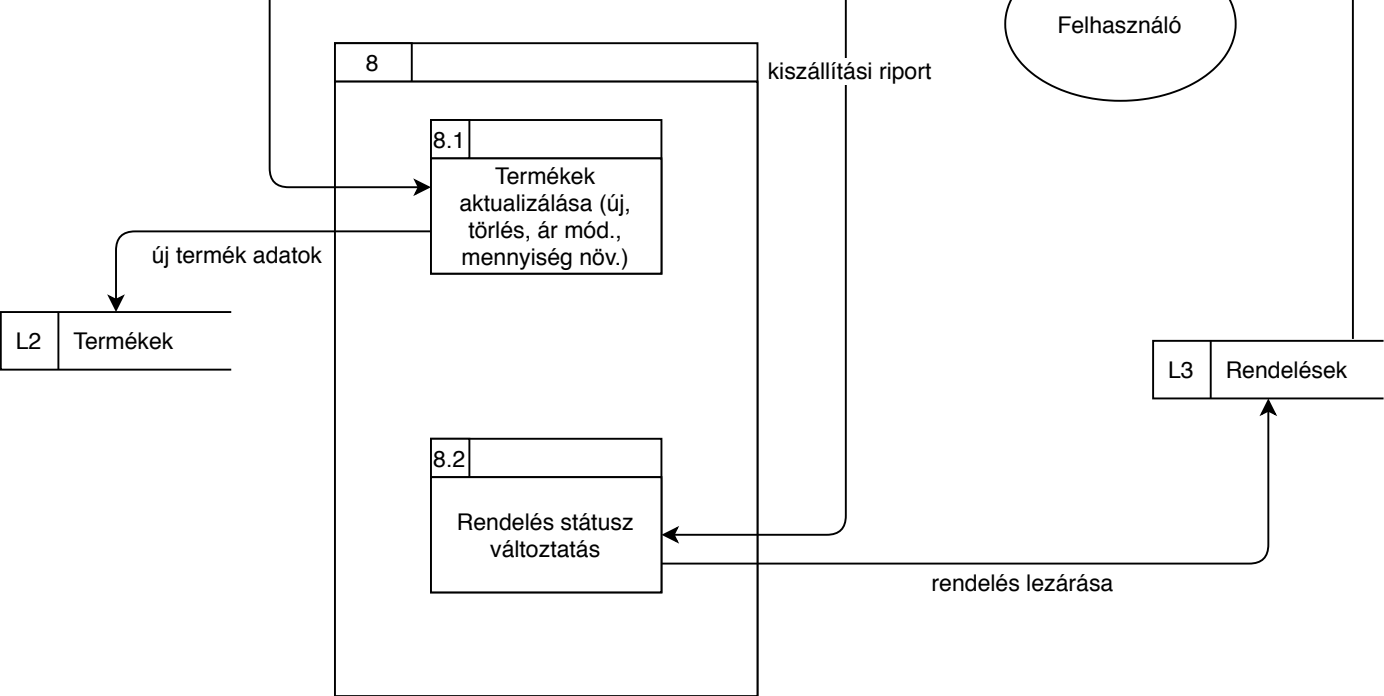 Felhasználó
8
kiszállítási riport
8.1
Termékek
aktualizálása (új,
törlés, ár mód.,
mennyiség növ.)
új termék adatok
L2
Termékek
L3
Rendelések
8.2
Rendelés státusz
változtatás
rendelés lezárása